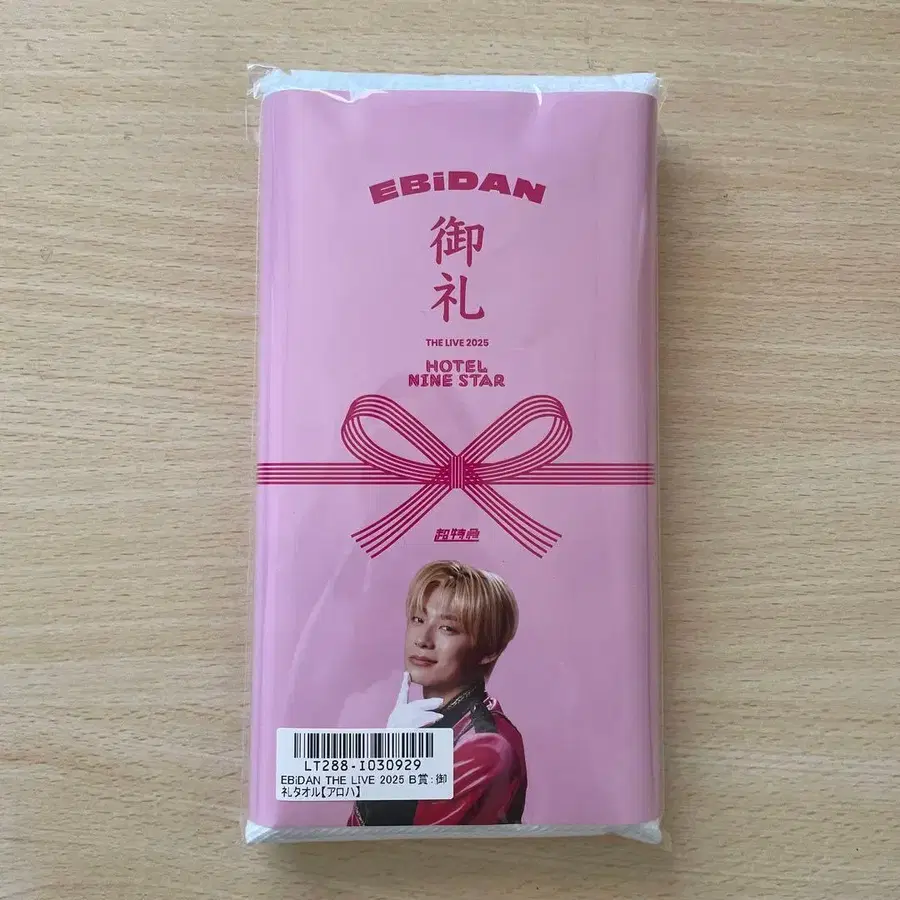 EBiDAN
御
礼
THE LIVE 2025
HOTEL
NINE STAR
超特急
LT288-I030929
EBiDAN THE LIVE 2025 B賞:御
礼タオル【アロハ】